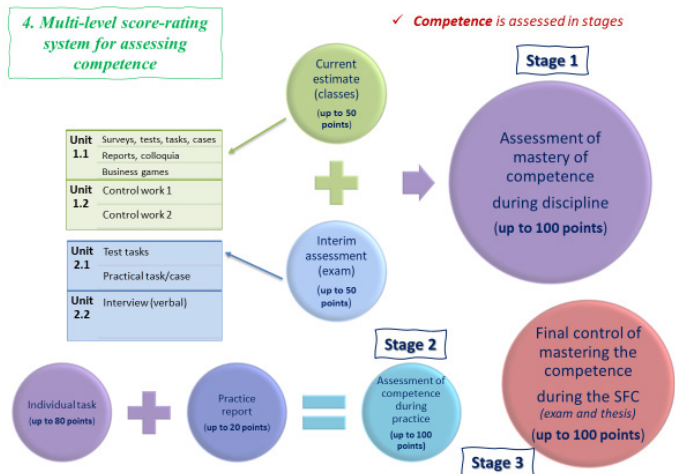 4. Multi-level score-rating
system for assessing
competence
✓ Competence is assessed in stages
Stage 1
Current
estimate
(classes)
(up to 50
points)
Unit
1.1
Surveys, tests, tasks, cases
Reports, colloquia
Business games
Unit
1.2
Control work 1
Control work 2
Assessment of
mastery of
competence
during discipline
(up to 100 points)
Unit
2.1
Test tasks
Practical task/case
Unit
2.2
Interview (verbal)
Interim
assessment
(exam)
(up to 50
points)
Stage 2
Individual task
(up to 80 points)
Practice
report
(up to 20 points)
Assessment of
competence
during
practice
(up to 100
points)
Final control of
mastering the
competence
during the SFC
(exam and thesis)
(up to 100 points)
Stage 3